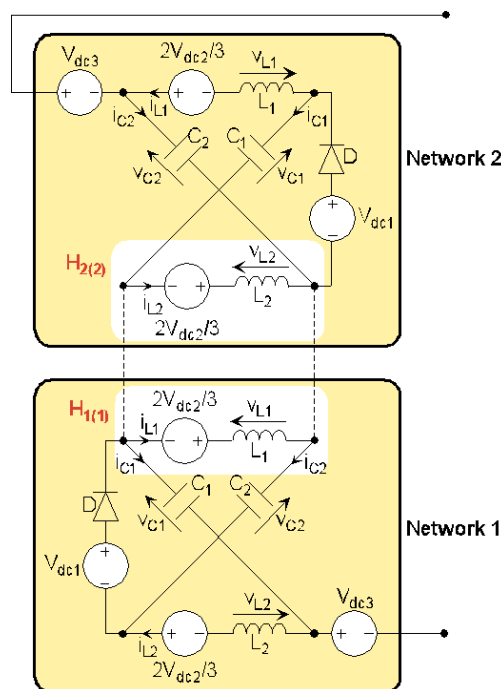 2Vdc2/3
Vdc3
vL1
+ −
+ −
iL1
L1
iC2
iC1
C2
C1
D
Network 2
vC2
vC1
+
−
Vdc1
H2(2)
vL2
− +
iL2
L2
2Vdc2/3
H1(1)
2Vdc2/3
vL1
iL1
− +
L1
iC1
iC2
C1
C2
D
vC1
vC2
Network 1
+
−
Vdc1
vL2
Vdc3
+ −
+ −
iL2
L2
2Vdc2/3